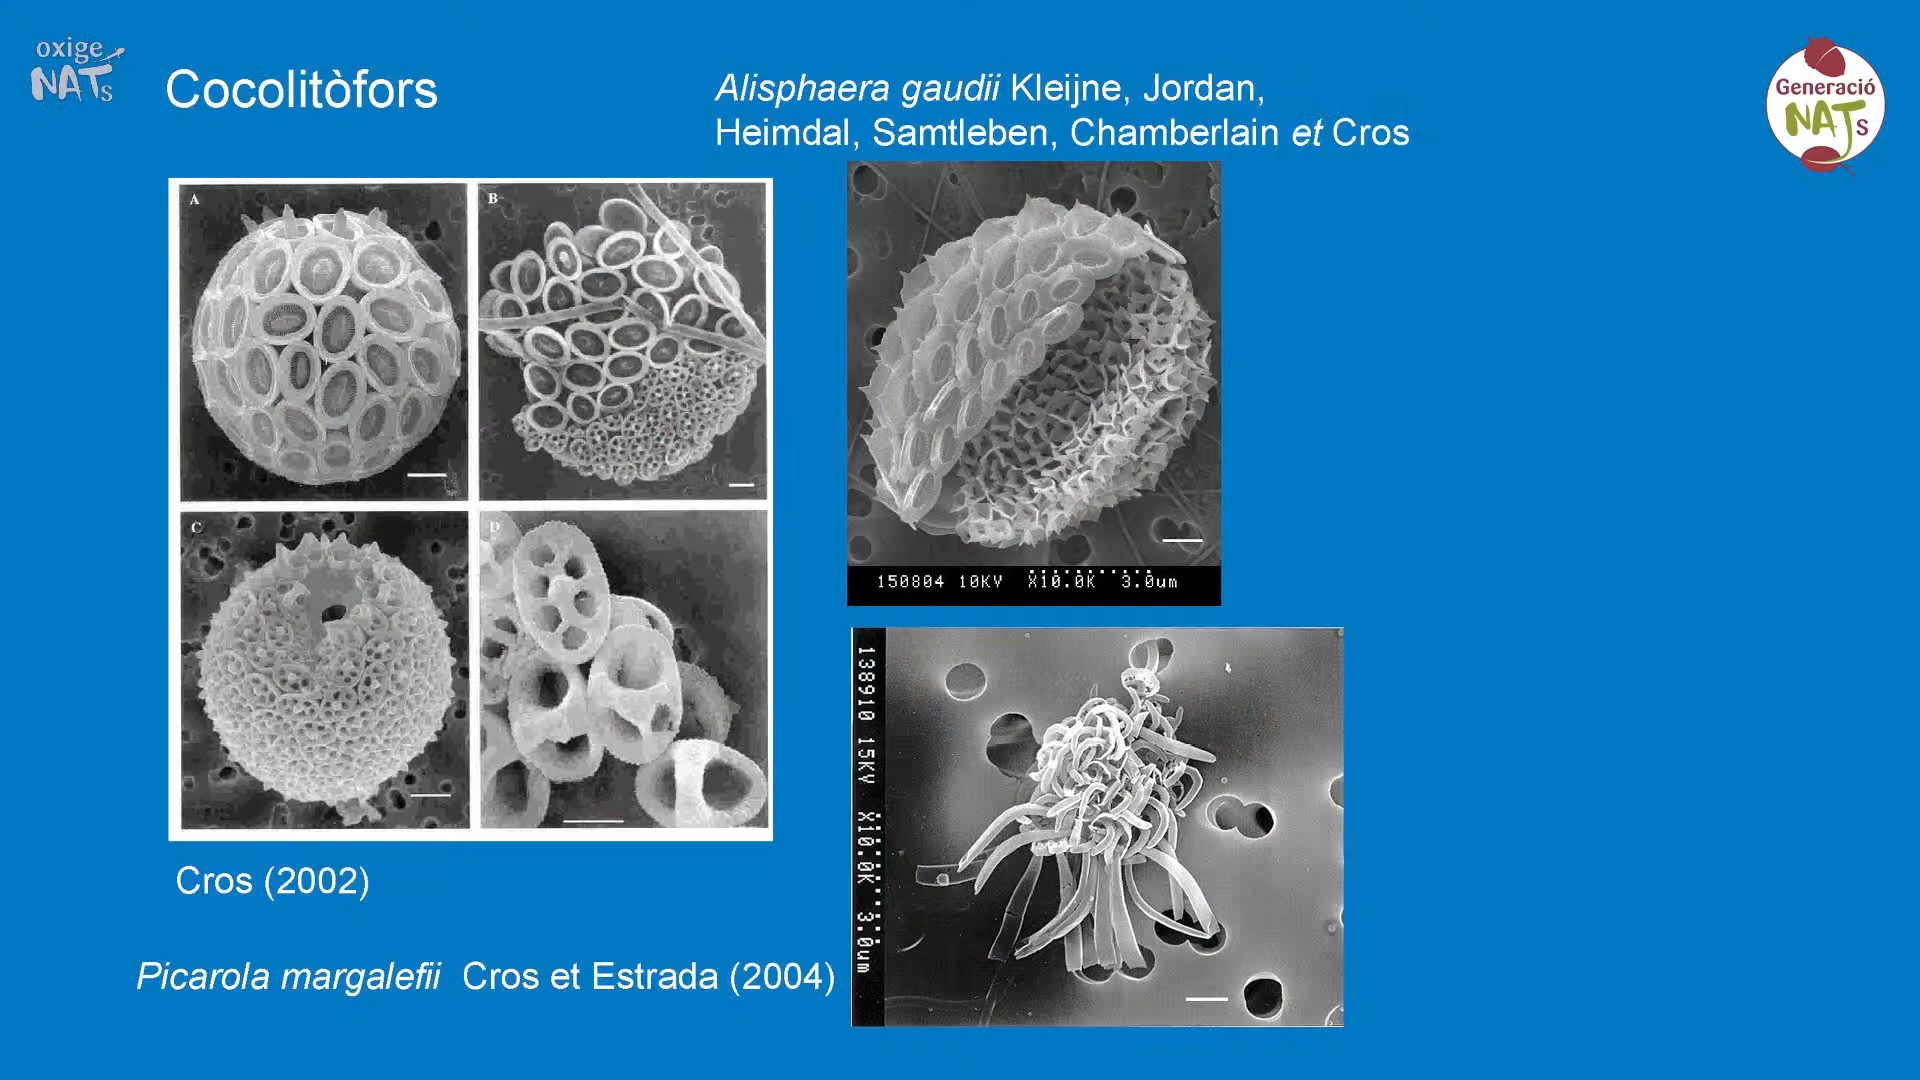 oxige
NATs
Cocolitòfors
Alisphaera gaudii Kleijne, Jordan,
Heimdal, Samtleben, Chamberlain et Cros
Generació
NATs
A
B
C
D
150804 10KV X10.0K 3.0um
138910 15KV X10.0K 3.0um
Cros (2002)
Picarola margalefii Cros et Estrada (2004)